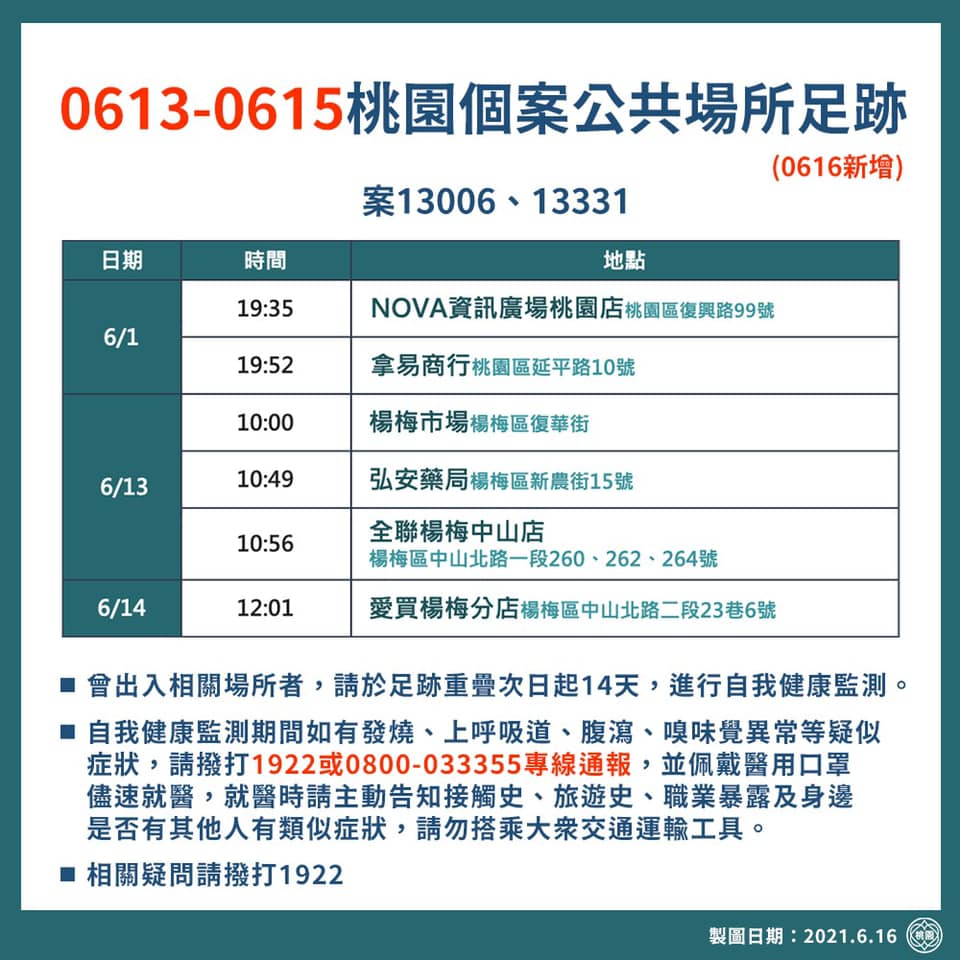 0613-0615桃園個案公共場所足跡
(0616新增)
案13006、13331
日期 時間 地點
6/1
19:35 NOVA資訊廣場桃園店桃園區復興路99號
19:52 拿易商行桃園區延平路10號
6/13
10:00 楊梅市場楊梅區復華街
10:49 弘安藥局楊梅區新農街15號
10:56 全聯楊梅中山店
楊梅區中山北路一段260、262、264號
6/14 12:01 愛買楊梅分店楊梅區中山北路二段23巷6號
■ 曾出入相關場所者，請於足跡重疊次日起14天，進行自我健康監測。
■ 自我健康監測期間如有發燒、上呼吸道、腹瀉、嗅味覺異常等疑似
症狀，請撥打1922或0800-033355專線通報，並佩戴醫用口罩
儘速就醫，就醫時請主動告知接觸史、旅遊史、職業暴露及身邊
是否有其他人有類似症狀，請勿搭乘大眾交通運輸工具。
■ 相關疑問請撥打1922
製圖日期：2021.6.16 桃園